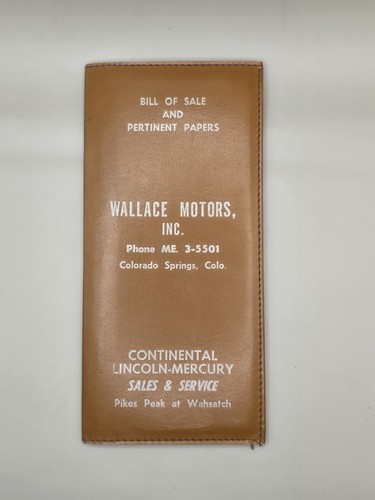 BILL OF SALE
AND
PERTINENT PAPERS
WALLACE MOTORS,
INC.
Phone ME. 3-5501
Colorado Springs, Colo.
CONTINENTAL
LINCOLN-MERCURY
SALES & SERVICE
Pikes Peak at Wahsatch